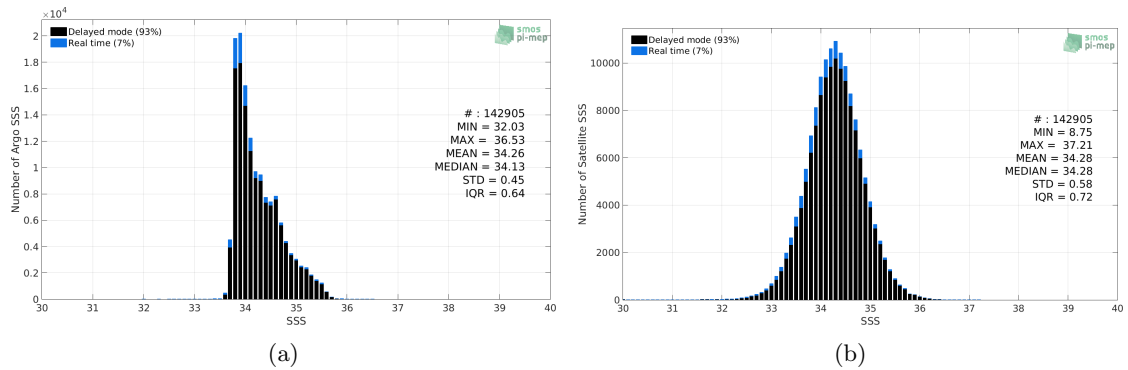 ×10⁴
2
1.8
1.6
1.4
1.2
1
0.8
0.6
0.4
0.2
0
Number of Argo SSS
Delayed mode (93%)
Real time (7%)
smos
pi-mep
# : 142905
MIN = 32.03
MAX = 36.53
MEAN = 34.26
MEDIAN = 34.13
STD = 0.45
IQR = 0.64
30 31 32 33 34 35 36 37 38 39 40
SSS
(a)
10000
8000
6000
4000
2000
0
Number of Satellite SSS
Delayed mode (93%)
Real time (7%)
smos
pi-mep
# : 142905
MIN = 8.75
MAX = 37.21
MEAN = 34.28
MEDIAN = 34.28
STD = 0.58
IQR = 0.72
30 31 32 33 34 35 36 37 38 39 40
SSS
(b)